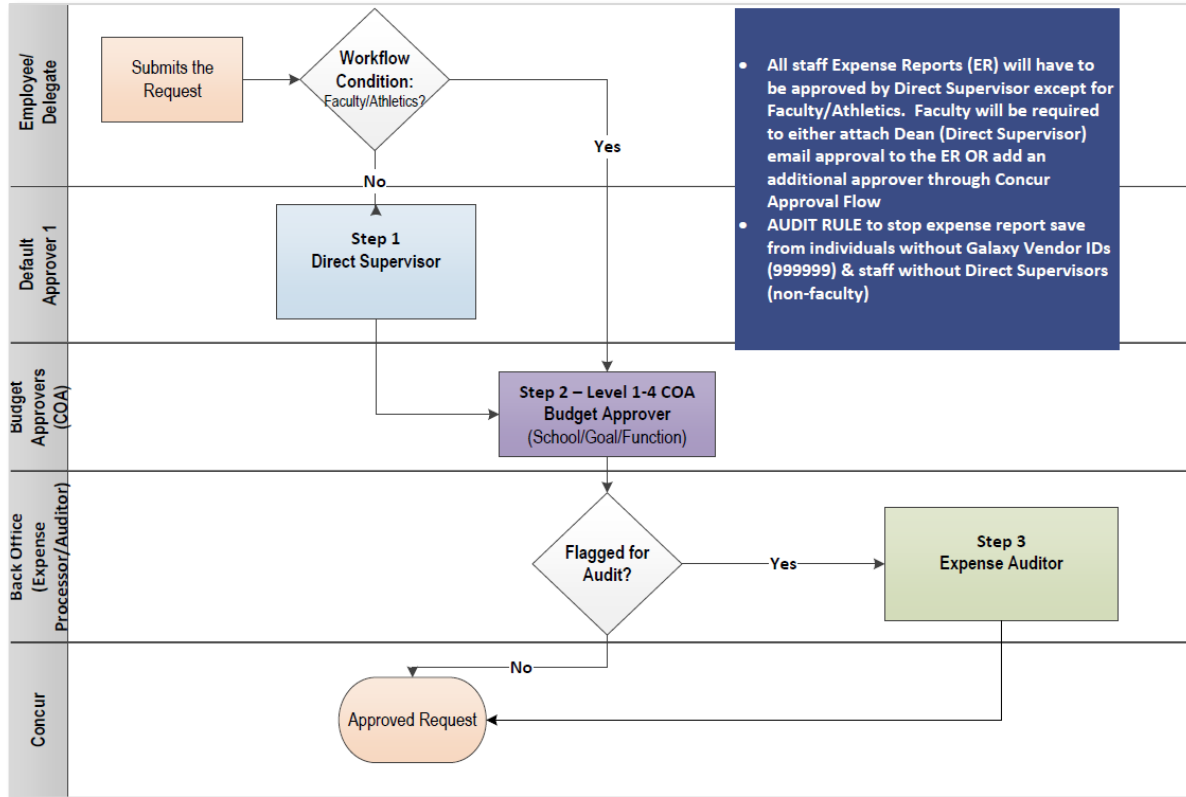 Employee/
Delegate
Submits the
Request
Workflow
Condition:
Faculty/Athletics?
Yes
No
• All staff Expense Reports (ER) will have to
be approved by Direct Supervisor except for
Faculty/Athletics.  Faculty will be required
to either attach Dean (Direct Supervisor)
email approval to the ER OR add an
additional approver through Concur
Approval Flow
• AUDIT RULE to stop expense report save
from individuals without Galaxy Vendor IDs
(999999) & staff without Direct Supervisors
(non-faculty)
Default
Approver 1
Step 1
Direct Supervisor
Budget
Approvers
(COA)
Step 2 – Level 1-4 COA
Budget Approver
(School/Goal/Function)
Back Office
(Expense
Processor/Auditor)
Flagged for
Audit?
Yes
Step 3
Expense Auditor
No
Concur
Approved Request